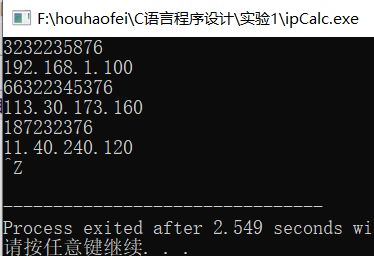 F:\houhaofei\C语言程序设计\实验1\ipCalc.exe
3232235876
192.168.1.100
66322345376
113.30.173.160
187232376
11.40.240.120
^Z
--------------------------------
Process exited after 2.549 seconds wi
请按任意键继续. . .